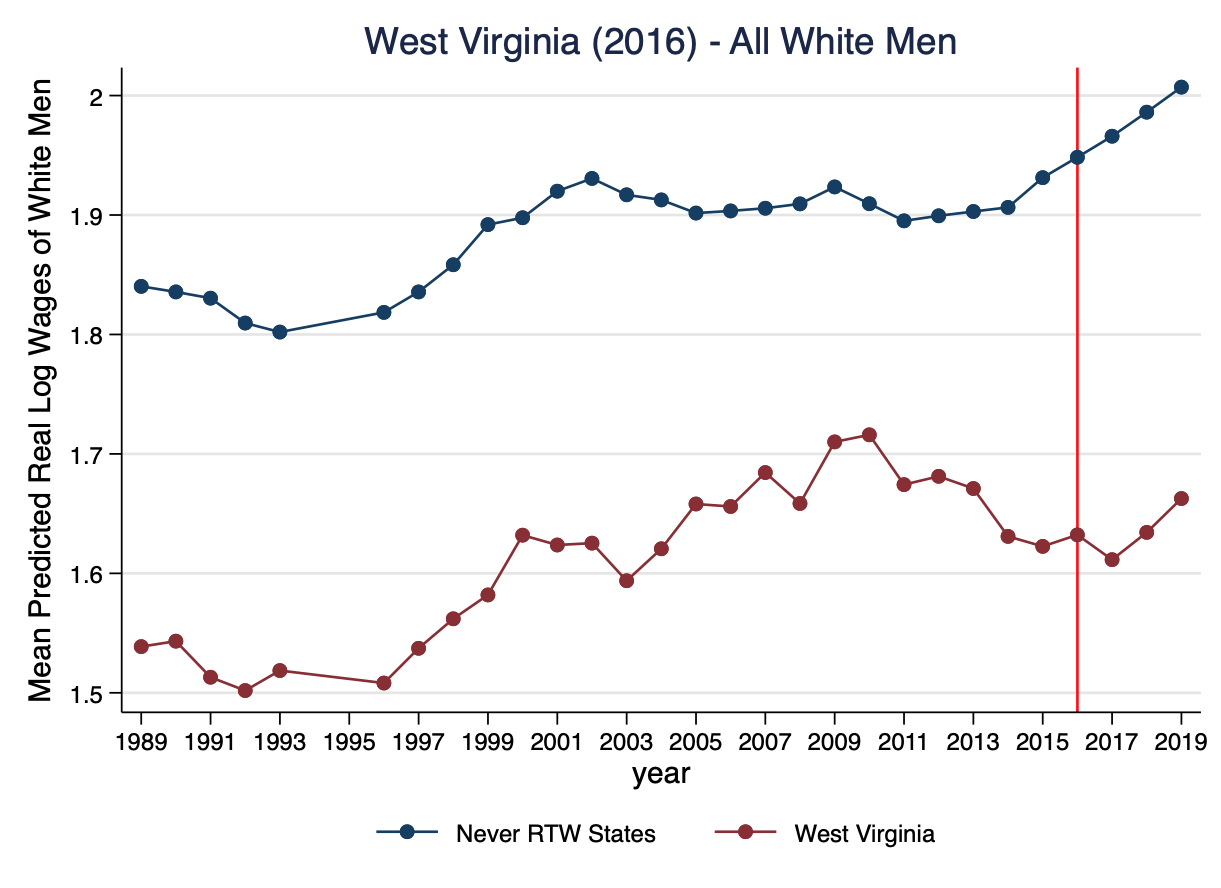 West Virginia (2016) - All White Men
Mean Predicted Real Log Wages of White Men
2
1.9
1.8
1.7
1.6
1.5
1989 1991 1993 1995 1997 1999 2001 2003 2005 2007 2009 2011 2013 2015 2017 2019
year
Never RTW States West Virginia